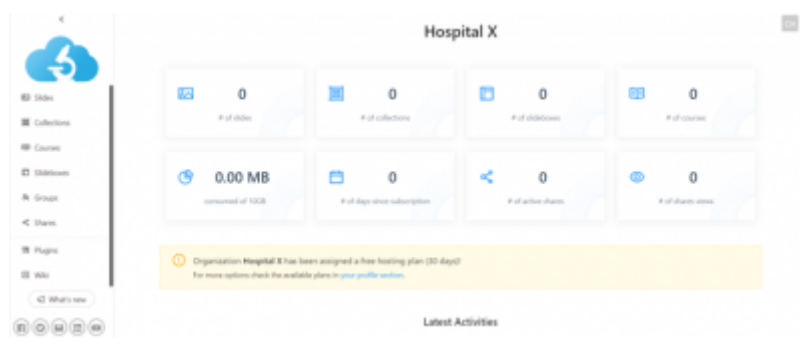 Hospital X
Slides
Collections
Courses
Slideboxes
Groups
Shares
Plugins
Wiki
What's new
0
# of slides
0
# of collections
0
# of slideboxes
0
# of courses
0.00 MB
consumed of 10GB
0
# of days since subscription
0
# of active shares
0
# of shares views
Organization Hospital X has been assigned a free hosting plan (30 days)!
For more options check the available plans in your profile section.
Latest Activities